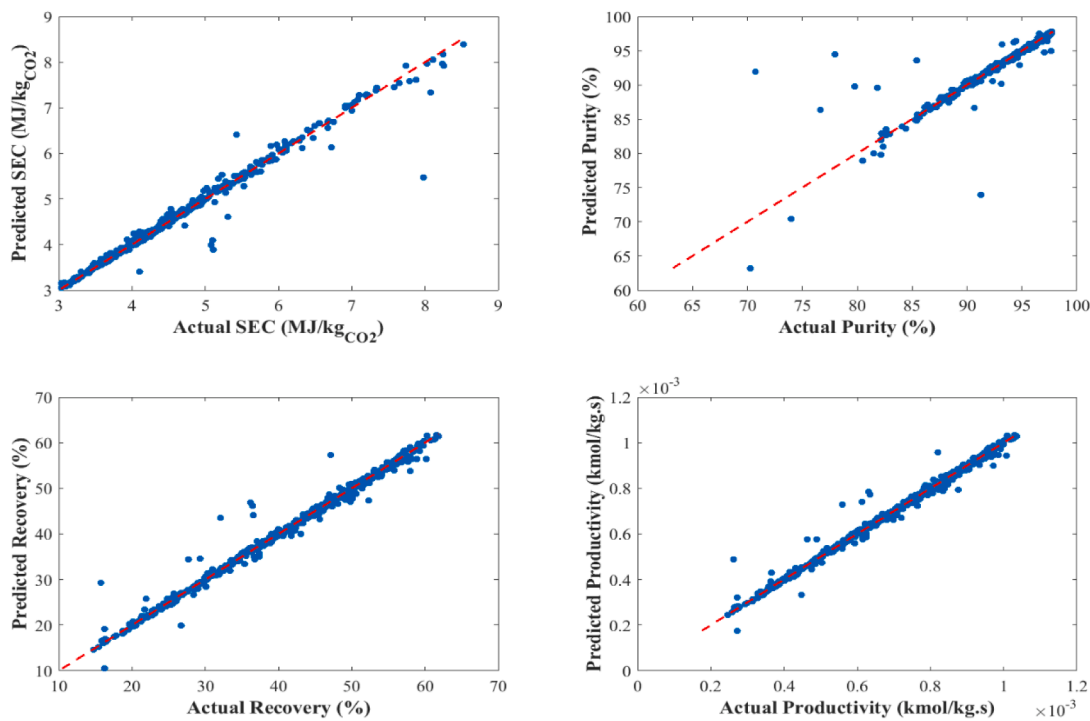 9
8
7
6
5
4
3
3 4 5 6 7 8 9
Predicted SEC (MJ/kgCO2)
Actual SEC (MJ/kgCO2)
100
95
90
85
80
75
70
65
60
60 65 70 75 80 85 90 95 100
Predicted Purity (%)
Actual Purity (%)
70
60
50
40
30
20
10
10 20 30 40 50 60 70
Predicted Recovery (%)
Actual Recovery (%)
×10-3
1.2
1
0.8
0.6
0.4
0.2
0
0 0.2 0.4 0.6 0.8 1 1.2
Predicted Productivity (kmol/kg.s)
Actual Productivity (kmol/kg.s)
×10-3